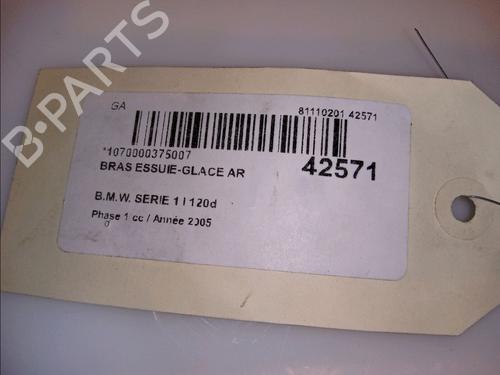 B-PARTS
GA
81110201 42571
*1070000375007
42571
BRAS ESSUIE-GLACE AR
B.M.W. SERIE 1 I 120d
Phase 1 cc / Année 2005